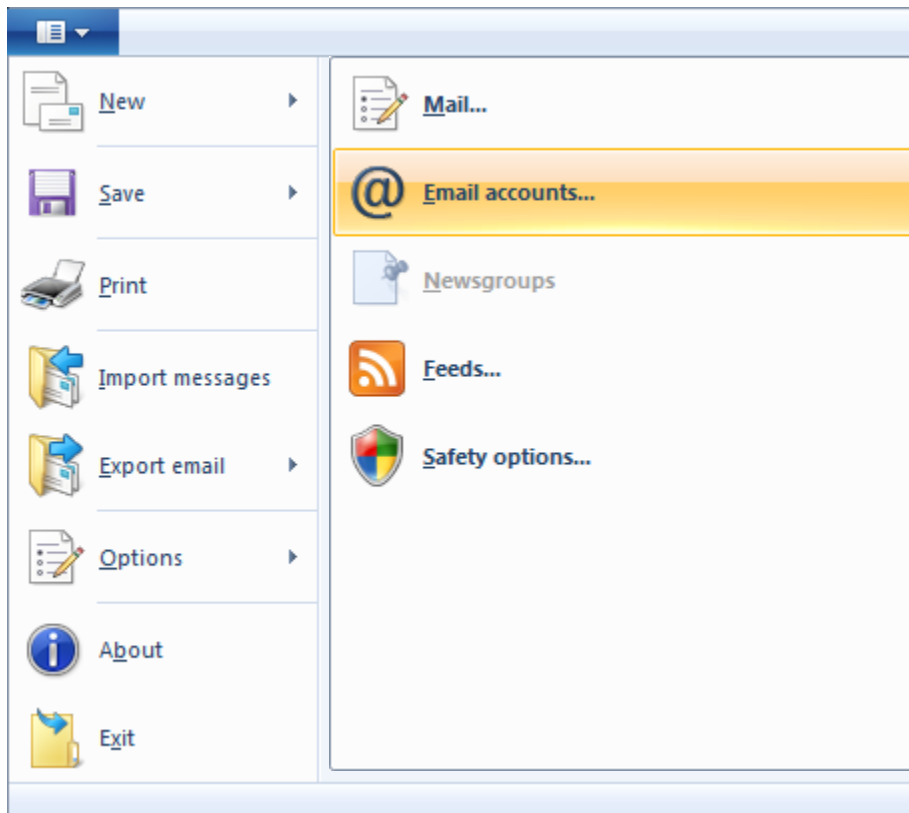 New
Save
Print
Import messages
Export email
Options
About
Exit
Mail...
@
Email accounts...
Newsgroups
Feeds...
Safety options...